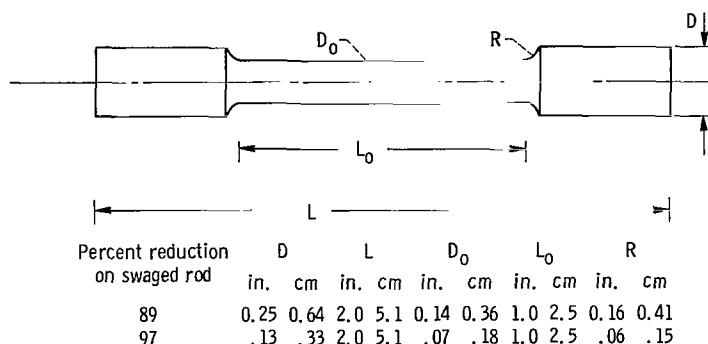 D₀ R D
L₀
L
Percent reduction on swaged rod D L D₀ L₀ R
in. cm in. cm in. cm in. cm in. cm
89 0.25 0.64 2.0 5.1 0.14 0.36 1.0 2.5 0.16 0.41
97 .13 .33 2.0 5.1 .07 .18 1.0 2.5 .06 .15